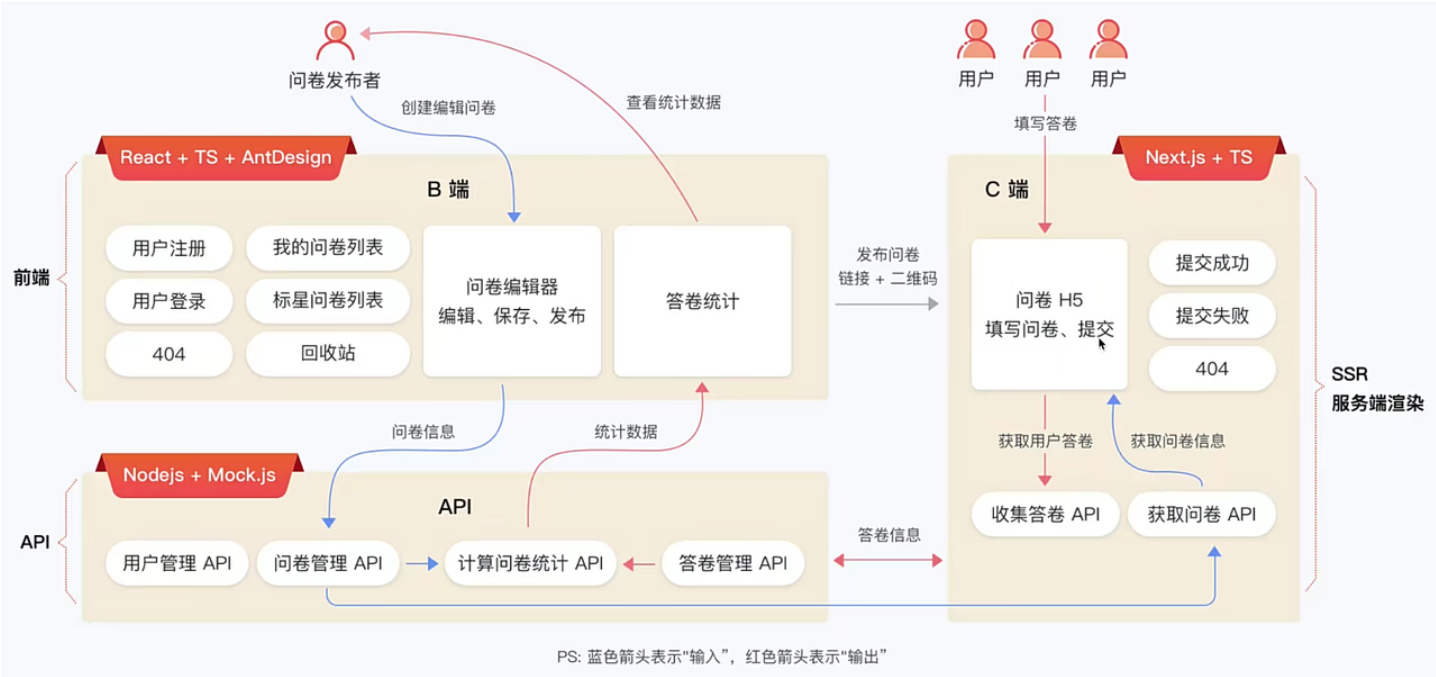 问卷发布者
用户
用户
用户
创建编辑问卷
查看统计数据
填写答卷
React + TS + AntDesign
B 端
Next.js + TS
C 端
前端
用户注册
我的问卷列表
用户登录
标星问卷列表
404
回收站
问卷编辑器
编辑、保存、发布
答卷统计
发布问卷
链接 + 二维码
问卷 H5
填写问卷、提交
提交成功
提交失败
404
SSR
服务端渲染
问卷信息
统计数据
获取用户答卷
获取问卷信息
Nodejs + Mock.js
API
API
用户管理 API
问卷管理 API
计算问卷统计 API
答卷管理 API
答卷信息
收集答卷 API
获取问卷 API
PS: 蓝色箭头表示"输入”，红色箭头表示"输出”